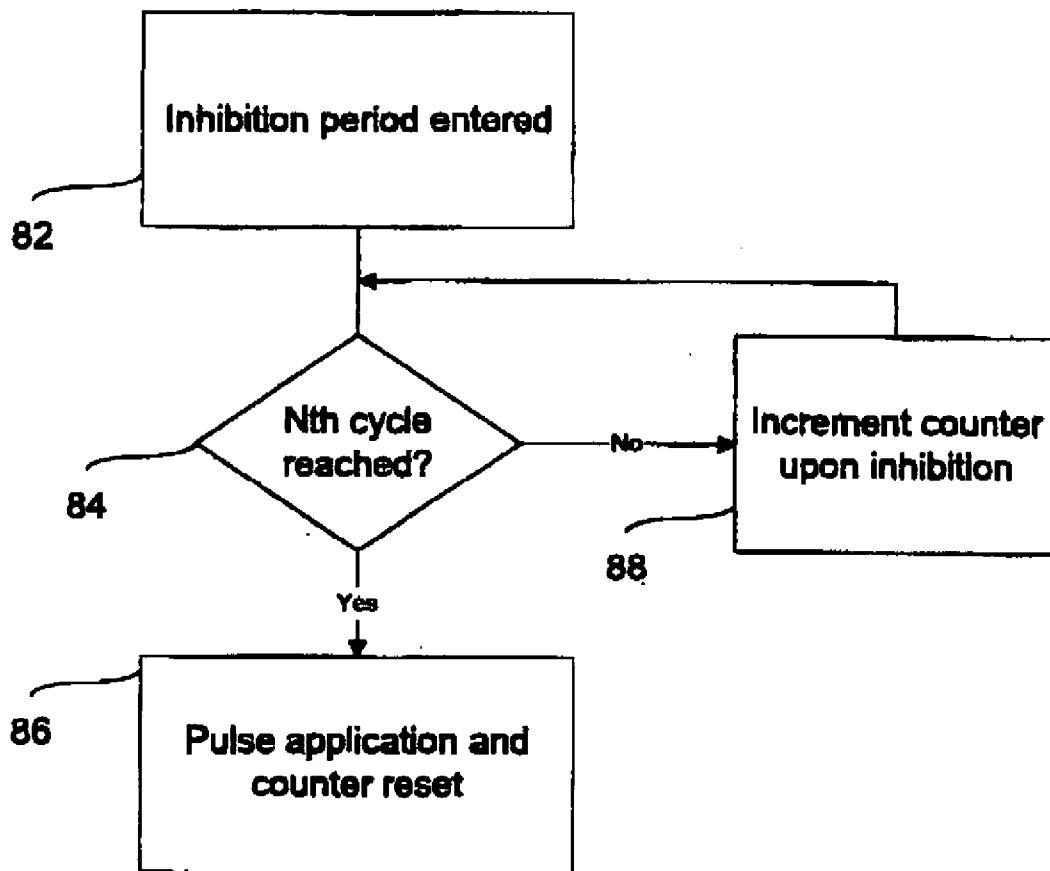 Inhibition period entered
82
Nth cycle
reached?
84
No
Increment counter
upon inhibition
88
Yes
86
Pulse application and
counter reset